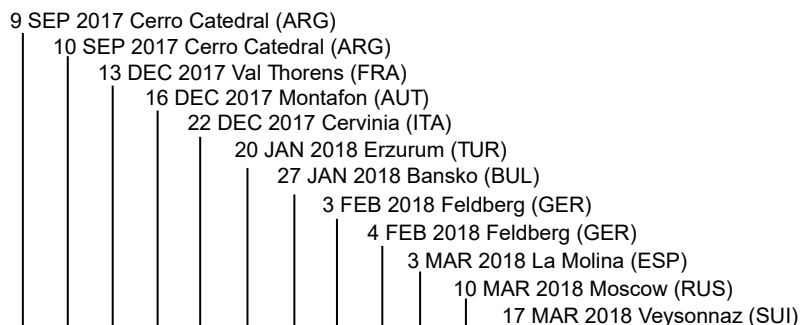 9 SEP 2017 Cerro Catedral (ARG)
10 SEP 2017 Cerro Catedral (ARG)
13 DEC 2017 Val Thorens (FRA)
16 DEC 2017 Montafon (AUT)
22 DEC 2017 Cervinia (ITA)
20 JAN 2018 Erzurum (TUR)
27 JAN 2018 Bansko (BUL)
3 FEB 2018 Feldberg (GER)
4 FEB 2018 Feldberg (GER)
3 MAR 2018 La Molina (ESP)
10 MAR 2018 Moscow (RUS)
17 MAR 2018 Veysonnaz (SUI)